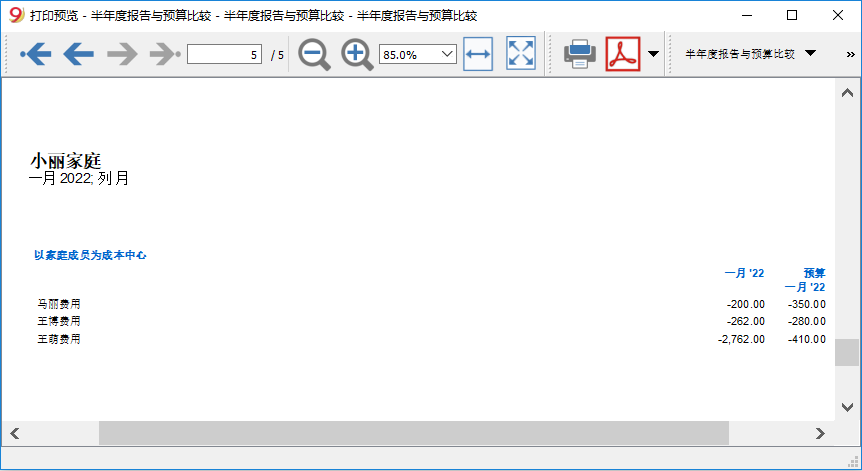 打印预览 - 半年度报告与预算比较 - 半年度报告与预算比较 - 半年度报告与预算比较
5 / 5 85.0% 半年度报告与预算比较 »
小丽家庭
一月 2022; 列 月
以家庭成员为成本中心
一月 '22 预算
一月 '22
马丽费用 -200.00 -350.00
王博费用 -262.00 -280.00
王萌费用 -2,762.00 -410.00